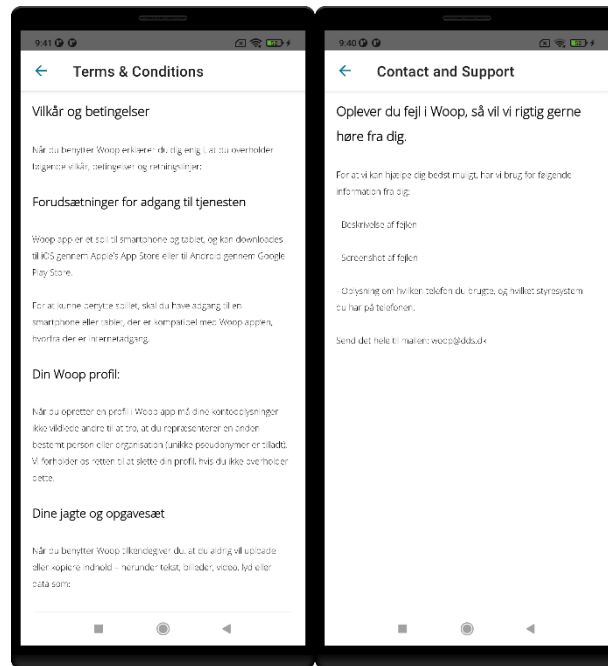 9:41
Terms & Conditions
Vilkår og betingelser
Når du benytter Woop erklærer du dig enig i, at du overholder
følgende vilkår, betingelser og retningslinjer:
Forudsætninger for adgang til tjenesten
Woop app er et spil til smartphone og tablet, og kan downloades
til iOS gennem Apple's App Store eller til Android gennem Google
Play Store.
For at kunne benytte spillet, skal du have adgang til en
smartphone eller tablet, der er kompatibel med Woop app'en,
hvorfra der er internetadgang.
Din Woop profil:
Når du opretter en profil i Woop app må dine kontooplysninger
ikke vildlede andre til at tro, at du repræsenterer en anden
bestemt person eller organisation (unikke pseudonymer er tilladt).
Vi forholder os retten til at slette din profil, hvis du ikke overholder
dette.
Dine jagte og opgavesæt
Når du benytter Woop tilkendegiver du, at du aldrig vil uploade
eller kopiere indhold – herunder tekst, billeder, video, lyd eller
data som:
9:40
Contact and Support
Oplever du fejl i Woop, så vil vi rigtig gerne
høre fra dig.
For at vi kan hjælpe dig bedst muligt, har vi brug for følgende
information fra dig:
- Beskrivelse af fejlen
- Screenshot af fejlen
- Oplysning om hvilken telefon du brugte, og hvilket styresystem
du har på telefonen.
Send det hele til mailen: woop@dds.dk